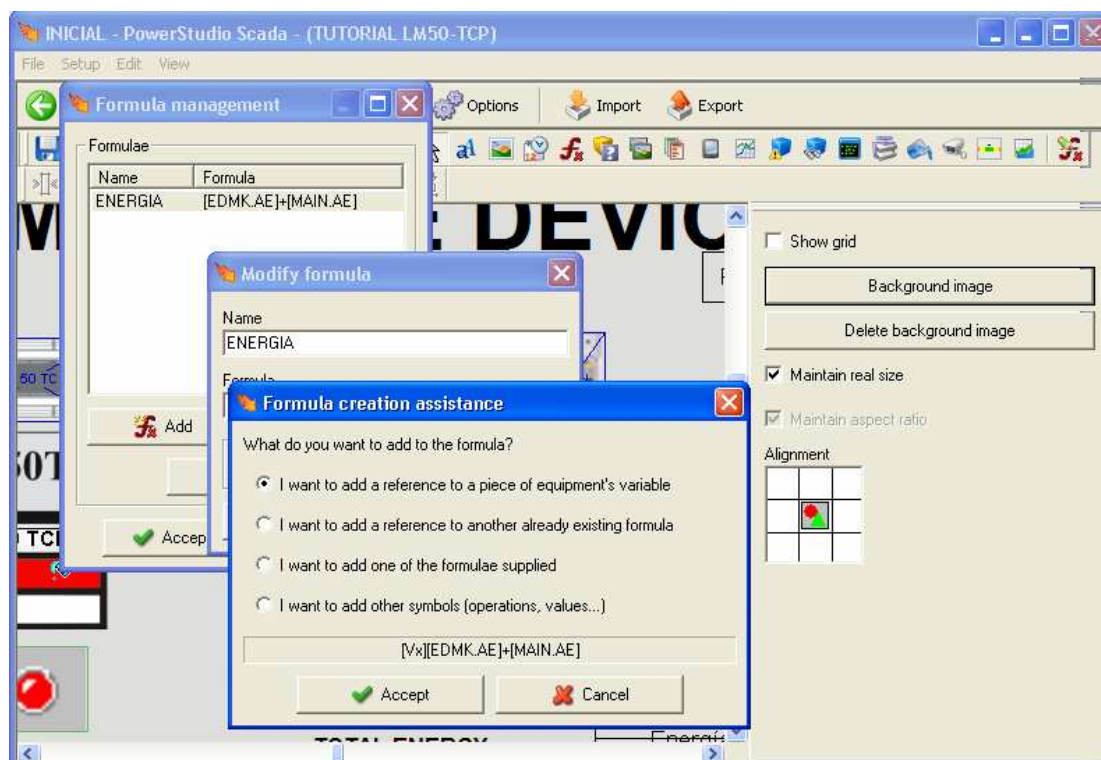 INICIAL - PowerStudio Scada - (TUTORIAL LM50-TCP)
File Setup Edit View
Formula management
Options Import Export
Formulae
Name Formula
ENERGIA [EDMK.AE]+[MAIN.AE]
DEVIC
Show grid
Background image
Delete background image
Maintain real size
Maintain aspect ratio
Alignment
Modify formula
Name
ENERGIA
Formula
50 TC
Add
Accep
Formula creation assistance
What do you want to add to the formula?
I want to add a reference to a piece of equipment's variable
I want to add a reference to another already existing formula
I want to add one of the formulae supplied
I want to add other symbols (operations, values...)
[Vx][EDMK.AE]+[MAIN.AE]
Accept Cancel
TOTAL ENERGY